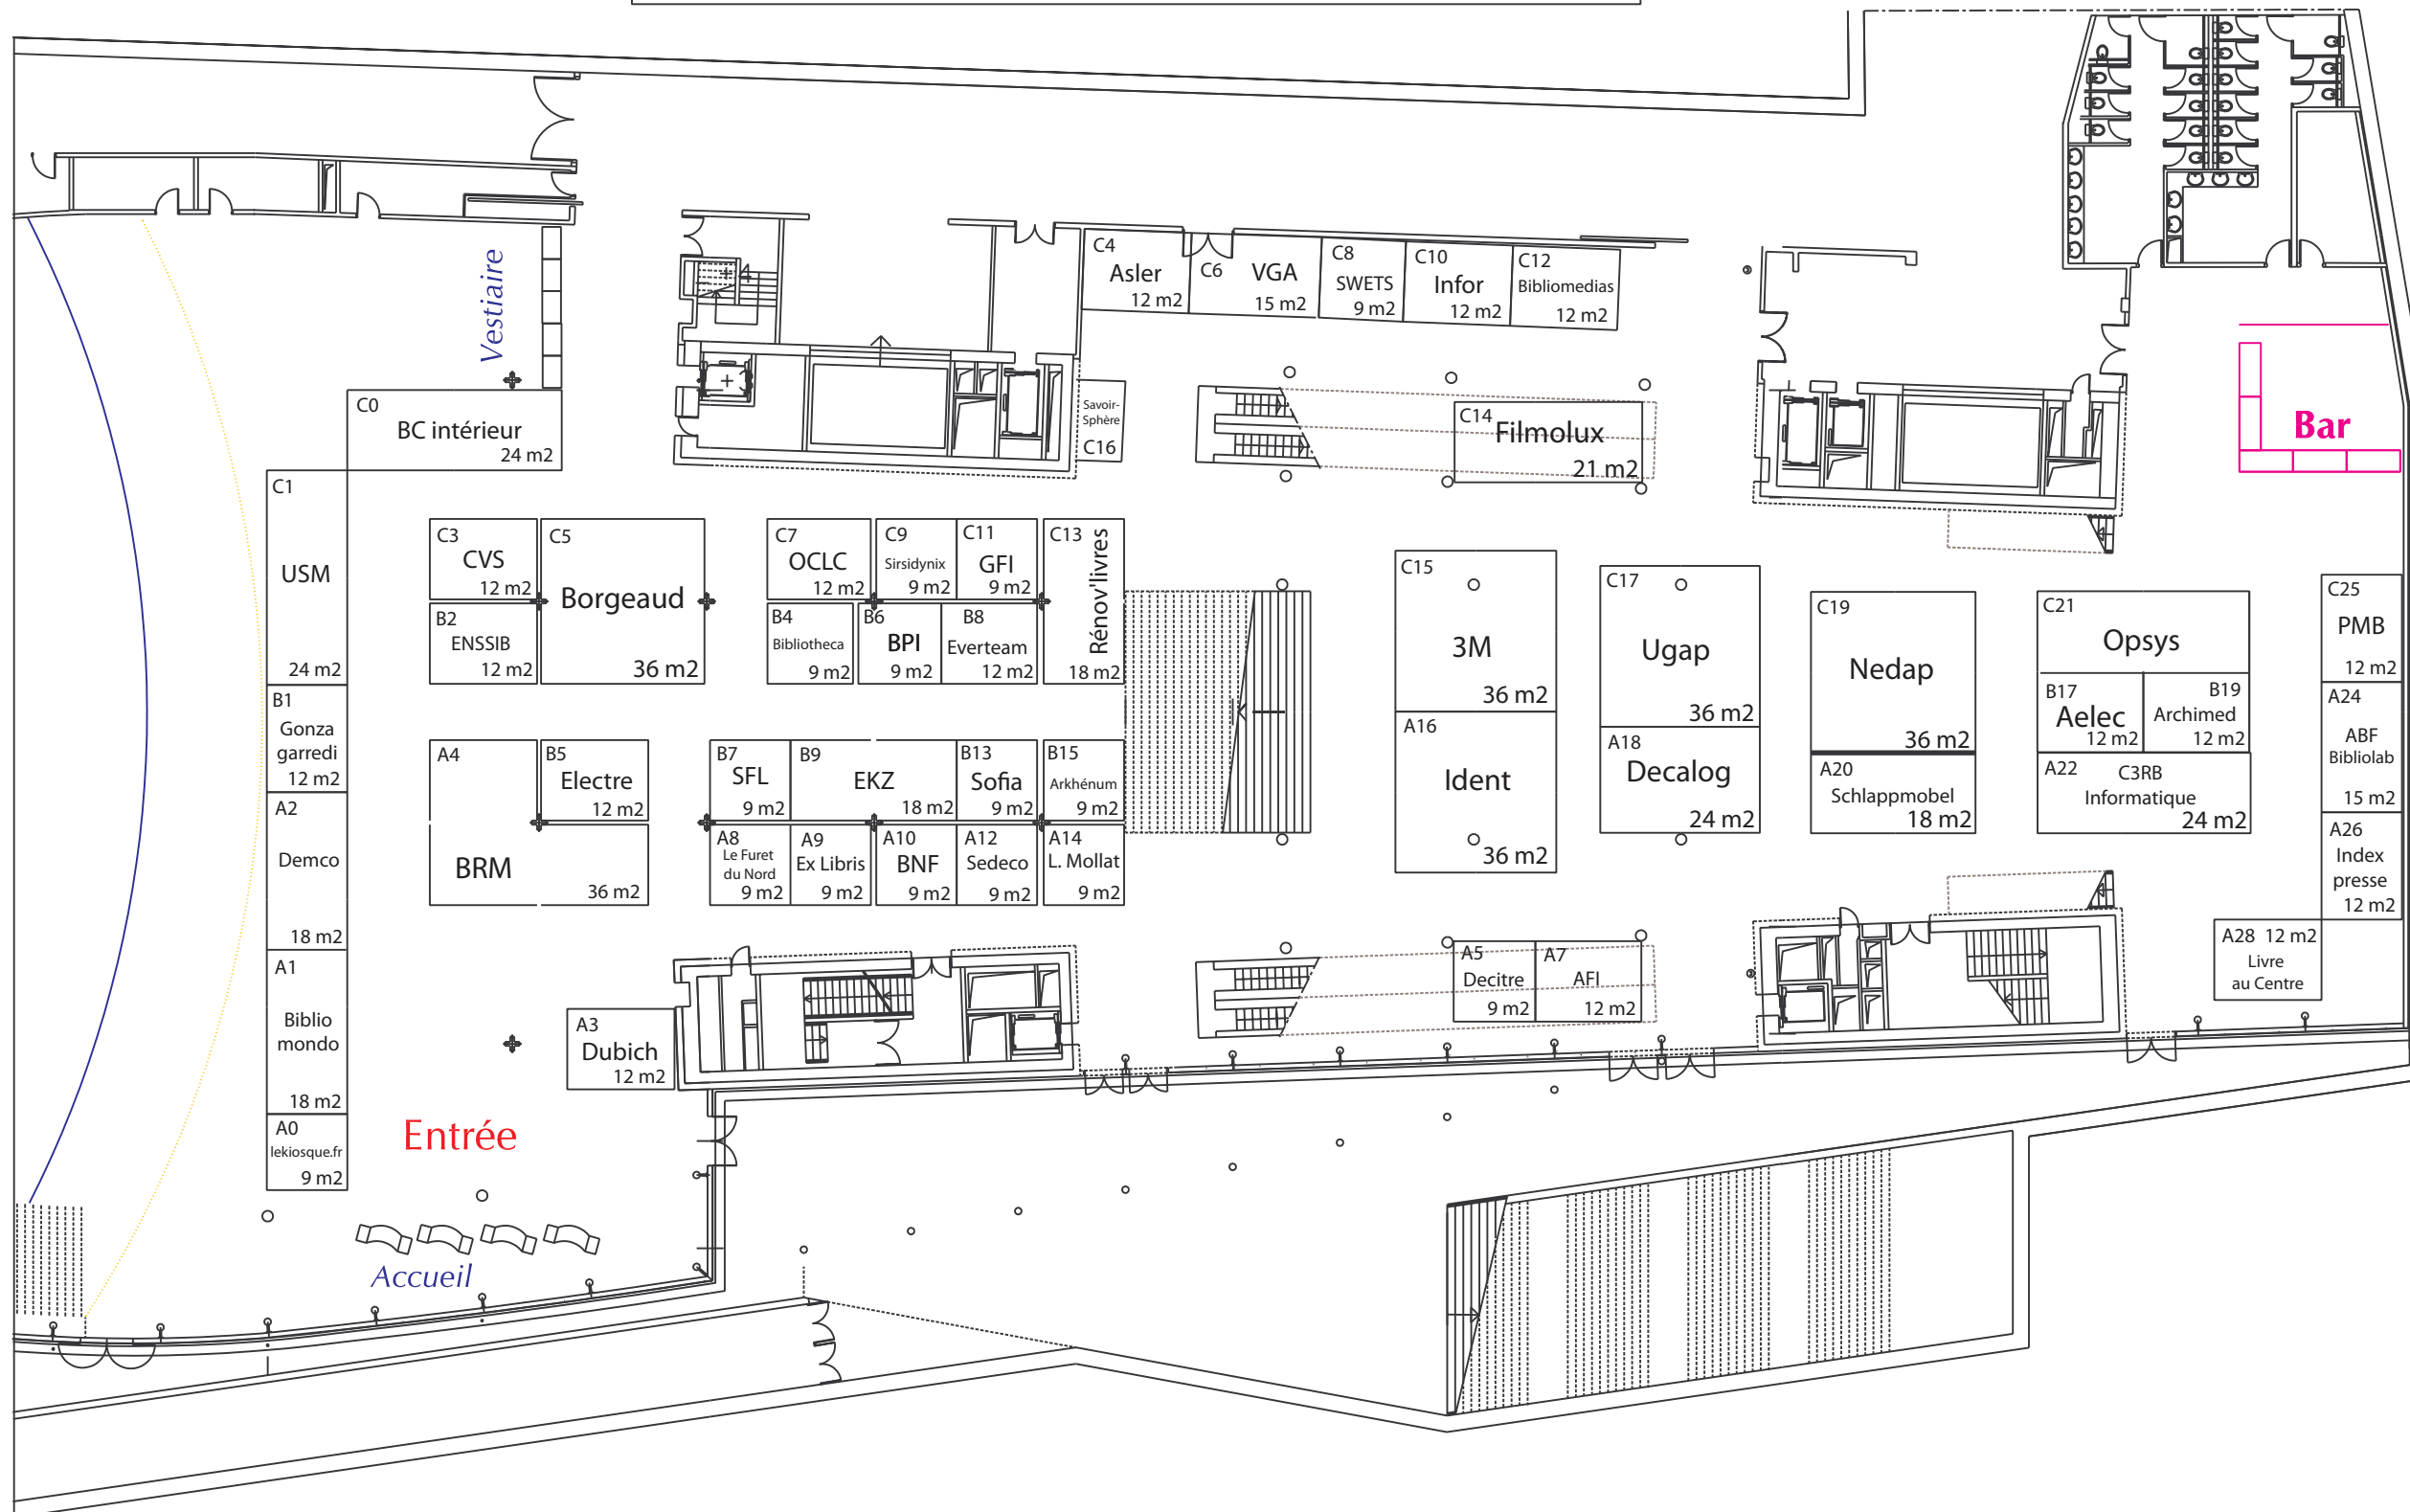 Vestiaire
C0
BC intérieur
24 m2
C4
Asler
12 m2
C6
VGA
15 m2
C8
SWETS
9 m2
C10
Infor
12 m2
C12
Bibliomedias
12 m2
Savoir-
Sphère
C16
C14
Filmolux
21 m2
Bar
C1
USM
24 m2
C3
CVS
12 m2
C5
Borgeaud
36 m2
B2
ENSSIB
12 m2
C7
OCLC
12 m2
C9
Sirsidynix
9 m2
C11
GFI
9 m2
C13
Rénov'livres
18 m2
B4
Bibliotheca
9 m2
B6
BPI
9 m2
B8
Everteam
12 m2
C15
3M
36 m2
C17
Ugap
36 m2
C19
Nedap
36 m2
C21
Opsys
B17
Aelec
12 m2
B19
Archimed
12 m2
C25
PMB
12 m2
B1
Gonza
garredi
12 m2
A4
BRM
36 m2
B5
Electre
12 m2
B7
SFL
9 m2
B9
EKZ
18 m2
B13
Sofia
9 m2
B15
Arkhénum
9 m2
A16
Ident
36 m2
A18
Decalog
24 m2
A20
Schlappmobel
18 m2
A22
C3RB
Informatique
24 m2
A24
ABF
Bibliolab
15 m2
A2
Demco
18 m2
A8
Le Furet
du Nord
9 m2
A9
Ex Libris
9 m2
A10
BNF
9 m2
A12
Sedeco
9 m2
A14
L. Mollat
9 m2
A26
Index
presse
12 m2
A1
Biblio
mondo
18 m2
A3
Dubich
12 m2
A5
Decitre
9 m2
A7
AFI
12 m2
A28 12 m2
Livre
au Centre
A0
lekiosque.fr
9 m2
Entrée
Accueil